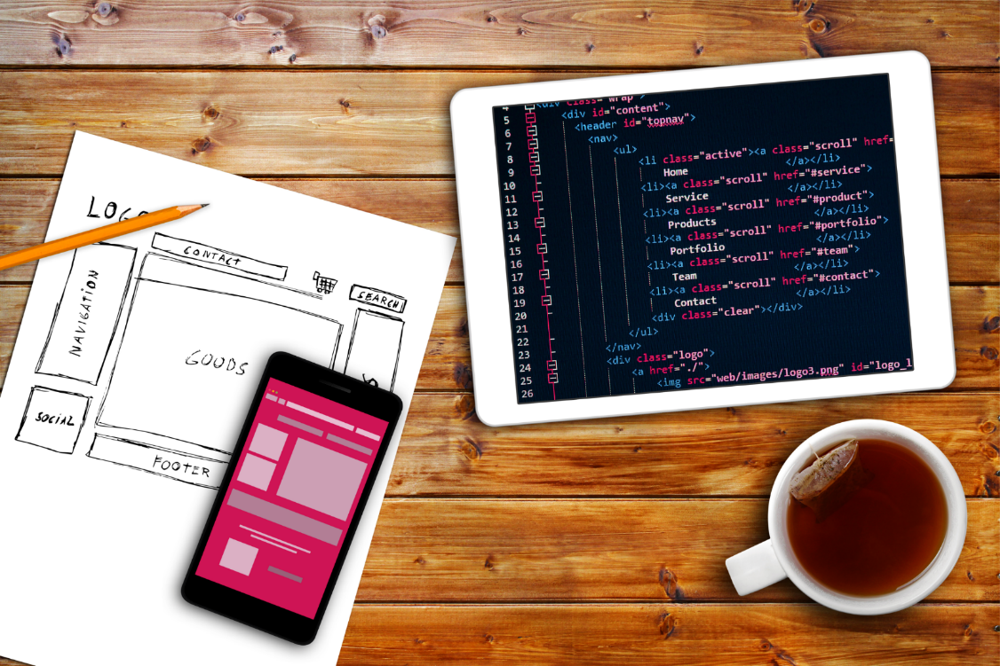 4 <div class="wrap">
5 <div id="content">
6 <header id="topnav">
7 <nav>
8 <ul>
9 <li class="active"><a class="scroll" href=
10 Home </a></li>
11 <li><a class="scroll" href="#service">
12 Service </a></li>
13 <li><a class="scroll" href="#product">
14 Products </a></li>
15 <li><a class="scroll" href="#portfolio">
16 Portfolio </a></li>
17 <li><a class="scroll" href="#team">
18 Team </a></li>
19 <li><a class="scroll" href="#contact">
20 Contact </a></li>
21 <div class="clear"></div>
22 </ul>
23 </nav>
24 <div class="logo">
25 <a href="./">
26 <img src="web/images/logo3.png" id="logo_l
LOGO
CONTACT
SEARCH
NAVIGATION
GOODS
SOCIAL
FOOTER